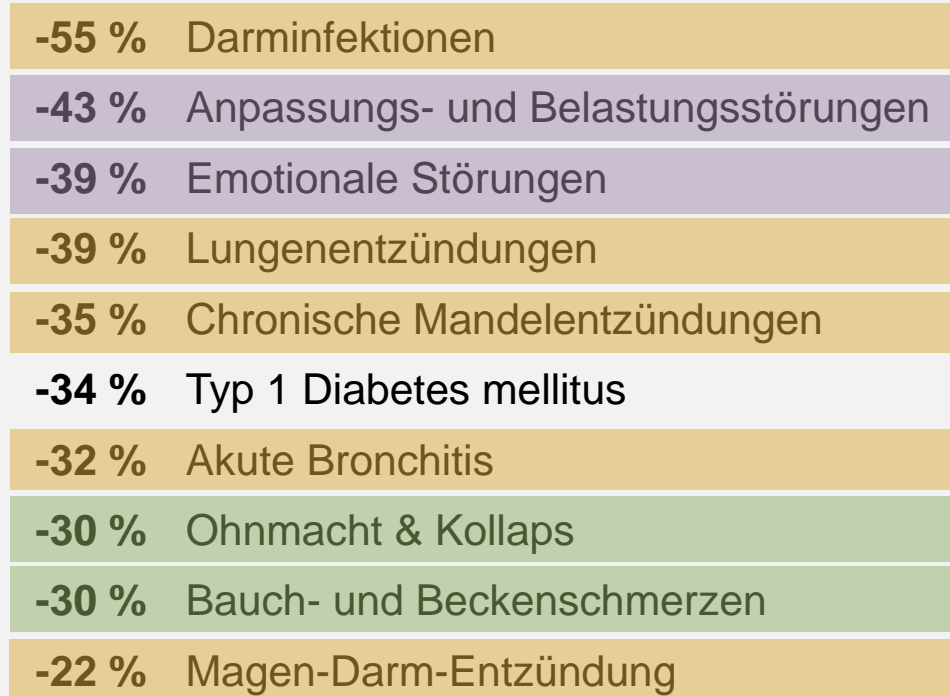 -55 % Darminfektionen
-43 % Anpassungs- und Belastungsstörungen
-39 % Emotionale Störungen
-39 % Lungenentzündungen
-35 % Chronische Mandelentzündungen
-34 % Typ 1 Diabetes mellitus
-32 % Akute Bronchitis
-30 % Ohnmacht & Kollaps
-30 % Bauch- und Beckenschmerzen
-22 % Magen-Darm-Entzündung